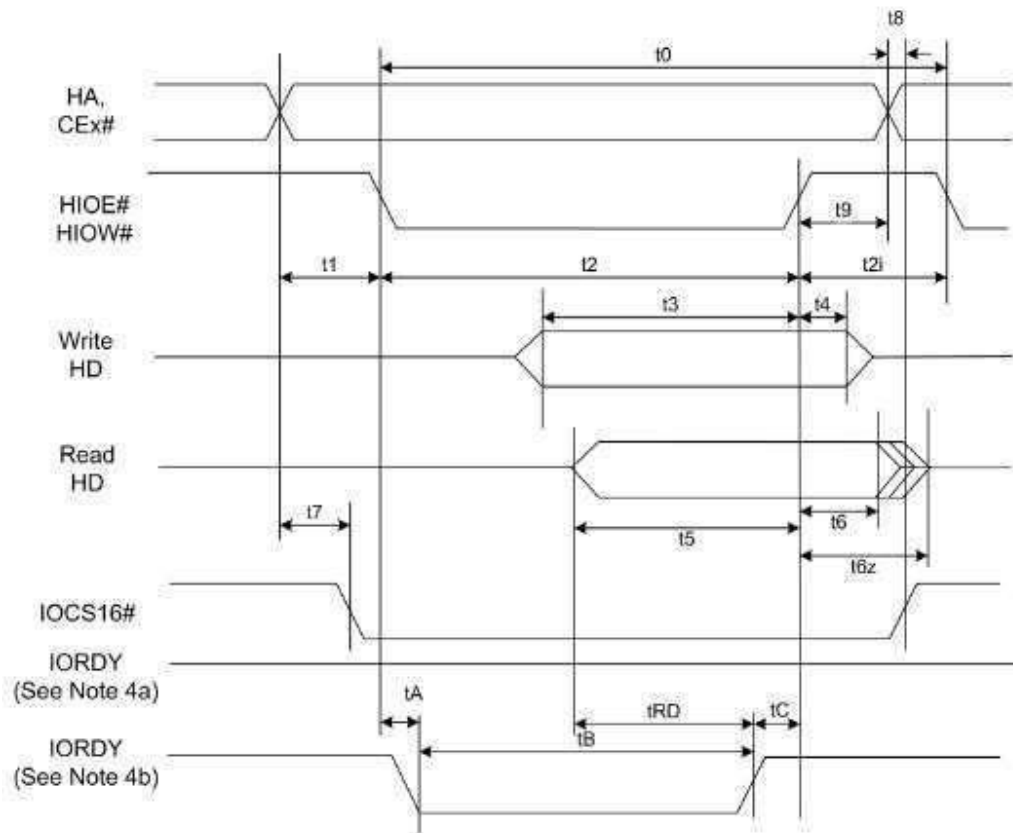 t8
t0
HA,
CEx#
HIOE#
HIOW#
t9
t1
t2
t2i
t3
t4
Write
HD
Read
HD
t7
t5
t6
t6z
IOCS16#
IORDY
(See Note 4a)
tA
tRD
tC
tB
IORDY
(See Note 4b)